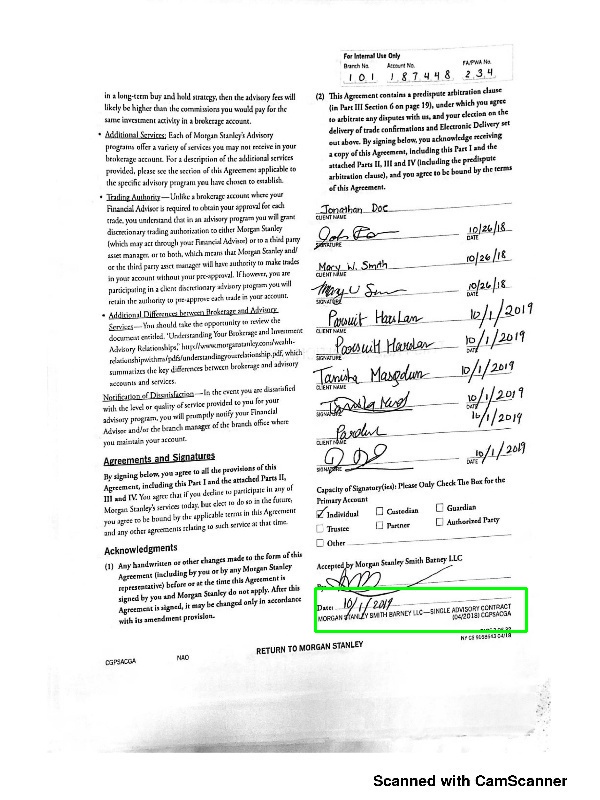 For Internal Use Only
Branch No. Account No. FA/PWA No.
1 0 1 1 8 7 4 4 8 2 3 4
in a long-term buy and hold strategy, then the advisory fees will
likely be higher than the commissions you would pay for the
same investment activity in a brokerage account.
• Additional Services: Each of Morgan Stanley's Advisory
programs offer a variety of services you may not receive in your
brokerage account. For a description of the additional services
provided, please see the section of this Agreement applicable to
the specific advisory program you have chosen to establish.
• Trading Authority—Unlike a brokerage account where your
Financial Advisor is required to obtain your approval for each
trade, you understand that in an advisory program you will grant
discretionary trading authorization to either Morgan Stanley
(which may act through your Financial Advisor) or to a third party
asset manager, or to both, which means that Morgan Stanley and/
or the third party asset manager will have authority to make trades
in your account without your pre-approval. If however, you are
participating in a client discretionary advisory program you will
retain the authority to pre-approve each trade in your account.
• Additional Differences between Brokerage and Advisory
Services—You should take the opportunity to review the
document entitled, "Understanding Your Brokerage and Investment
Advisory Relationships," http://www.morganstanley.com/wealth-
relationshipwithms/pdfs/understandingyourrelationship.pdf, which
summarizes the key differences between brokerage and advisory
accounts and services.
Notification of Dissatisfaction—In the event you are dissatisfied
with the level or quality of service provided to you for your
advisory program, you will promptly notify your Financial
Advisor and/or the branch manager of the branch office where
you maintain your account.
Agreements and Signatures
By signing below, you agree to all the provisions of this
Agreement, including this Part I and the attached Parts II,
III and IV. You agree that if you decline to participate in any of
Morgan Stanley's services today, but elect to do so in the future,
you agree to be bound by the applicable terms in this Agreement
and any other agreements relating to such service at that time.
Acknowledgments
(1) Any handwritten or other changes made to the form of this
Agreement (including by you or by any Morgan Stanley
representative) before or at the time this Agreement is
signed by you and Morgan Stanley do not apply. After this
Agreement is signed, it may be changed only in accordance
with its amendment provision.
(2) This Agreement contains a predispute arbitration clause
(in Part III Section 6 on page 19), under which you agree
to arbitrate any disputes with us, and your election on the
delivery of trade confirmations and Electronic Delivery set
out above. By signing below, you acknowledge receiving
a copy of this Agreement, including this Part I and the
attached Parts II, III and IV (including the predispute
arbitration clause), and you agree to be bound by the terms
of this Agreement.
Jonathan Doe
CLIENT NAME
10/26/18
SIGNATURE DATE
Mary W. Smith 10/26/18
CLIENT NAME
10/26/18
SIGNATURE DATE
Parsuit Harlan 10/1/2019
CLIENT NAME
Parsuit Harlan 10/1/2019
SIGNATURE
Tanisha 10/1/2019
CLIENT NAME
10/1/2019
SIGNATURE DATE
10/1/2019
CLIENT NAME
10/1/2019
SIGNATURE DATE
Capacity of Signatory(ies): Please Only Check The Box for the
Primary Account
Individual Custodian Guardian
Trustee Partner Authorized Party
Other
Accepted by Morgan Stanley Smith Barney LLC
By:
Date: 10/1/2019
MORGAN STANLEY SMITH BARNEY LLC—SINGLE ADVISORY CONTRACT
(04/2018) CGPSACGA
CGPSACGA NAO
RETURN TO MORGAN STANLEY
Scanned with CamScanner